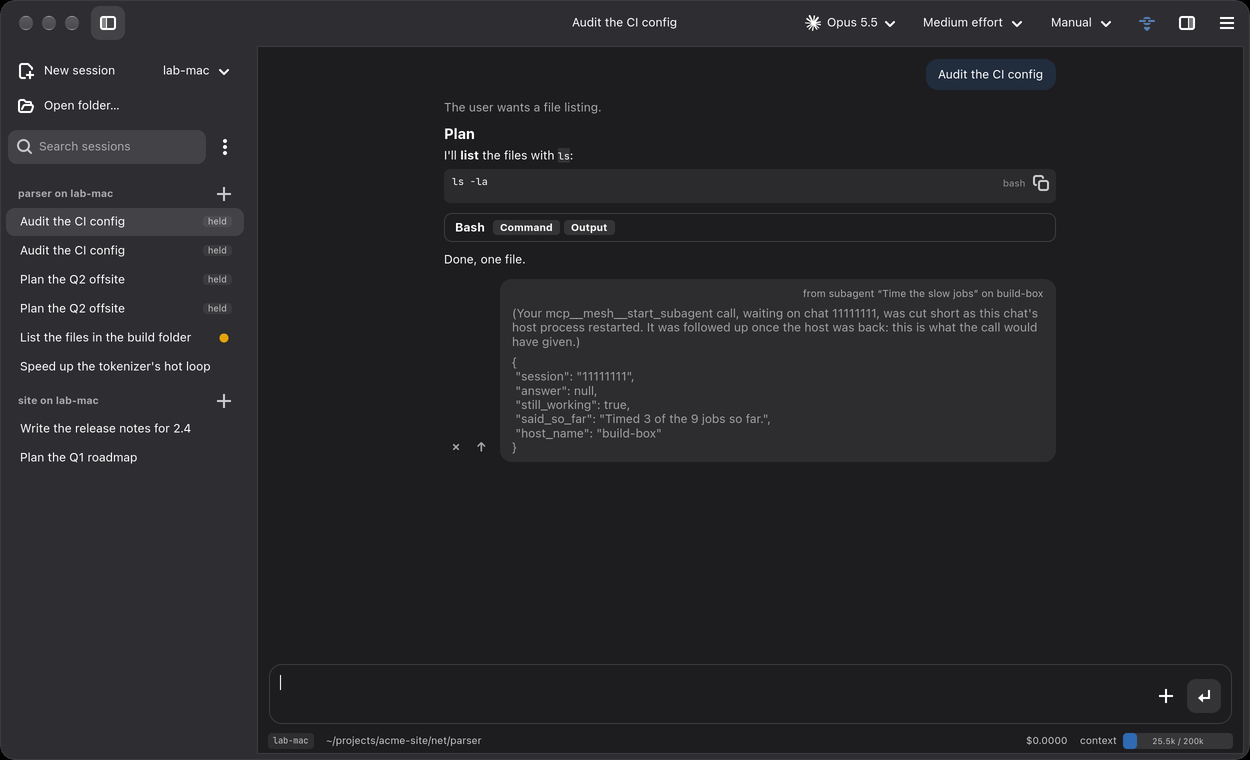 Audit the CI config
Opus 5.5
Medium effort
Manual
New session
lab-mac
Open folder...
Search sessions
parser on lab-mac
Audit the CI config
held
Audit the CI config
held
Plan the Q2 offsite
held
Plan the Q2 offsite
held
List the files in the build folder
Speed up the tokenizer's hot loop
site on lab-mac
Write the release notes for 2.4
Plan the Q1 roadmap
Audit the CI config
The user wants a file listing.
Plan
I'll list the files with ls:
ls -la
bash
Bash
Command
Output
Done, one file.
from subagent “Time the slow jobs” on build-box
(Your mcp__mesh__start_subagent call, waiting on chat 11111111, was cut short as this chat's
host process restarted. It was followed up once the host was back: this is what the call would
have given.)
{
"session": "11111111",
"answer": null,
"still_working": true,
"said_so_far": "Timed 3 of the 9 jobs so far.",
"host_name": "build-box"
}
lab-mac
~/projects/acme-site/net/parser
$0.0000
context
25.5k / 200k